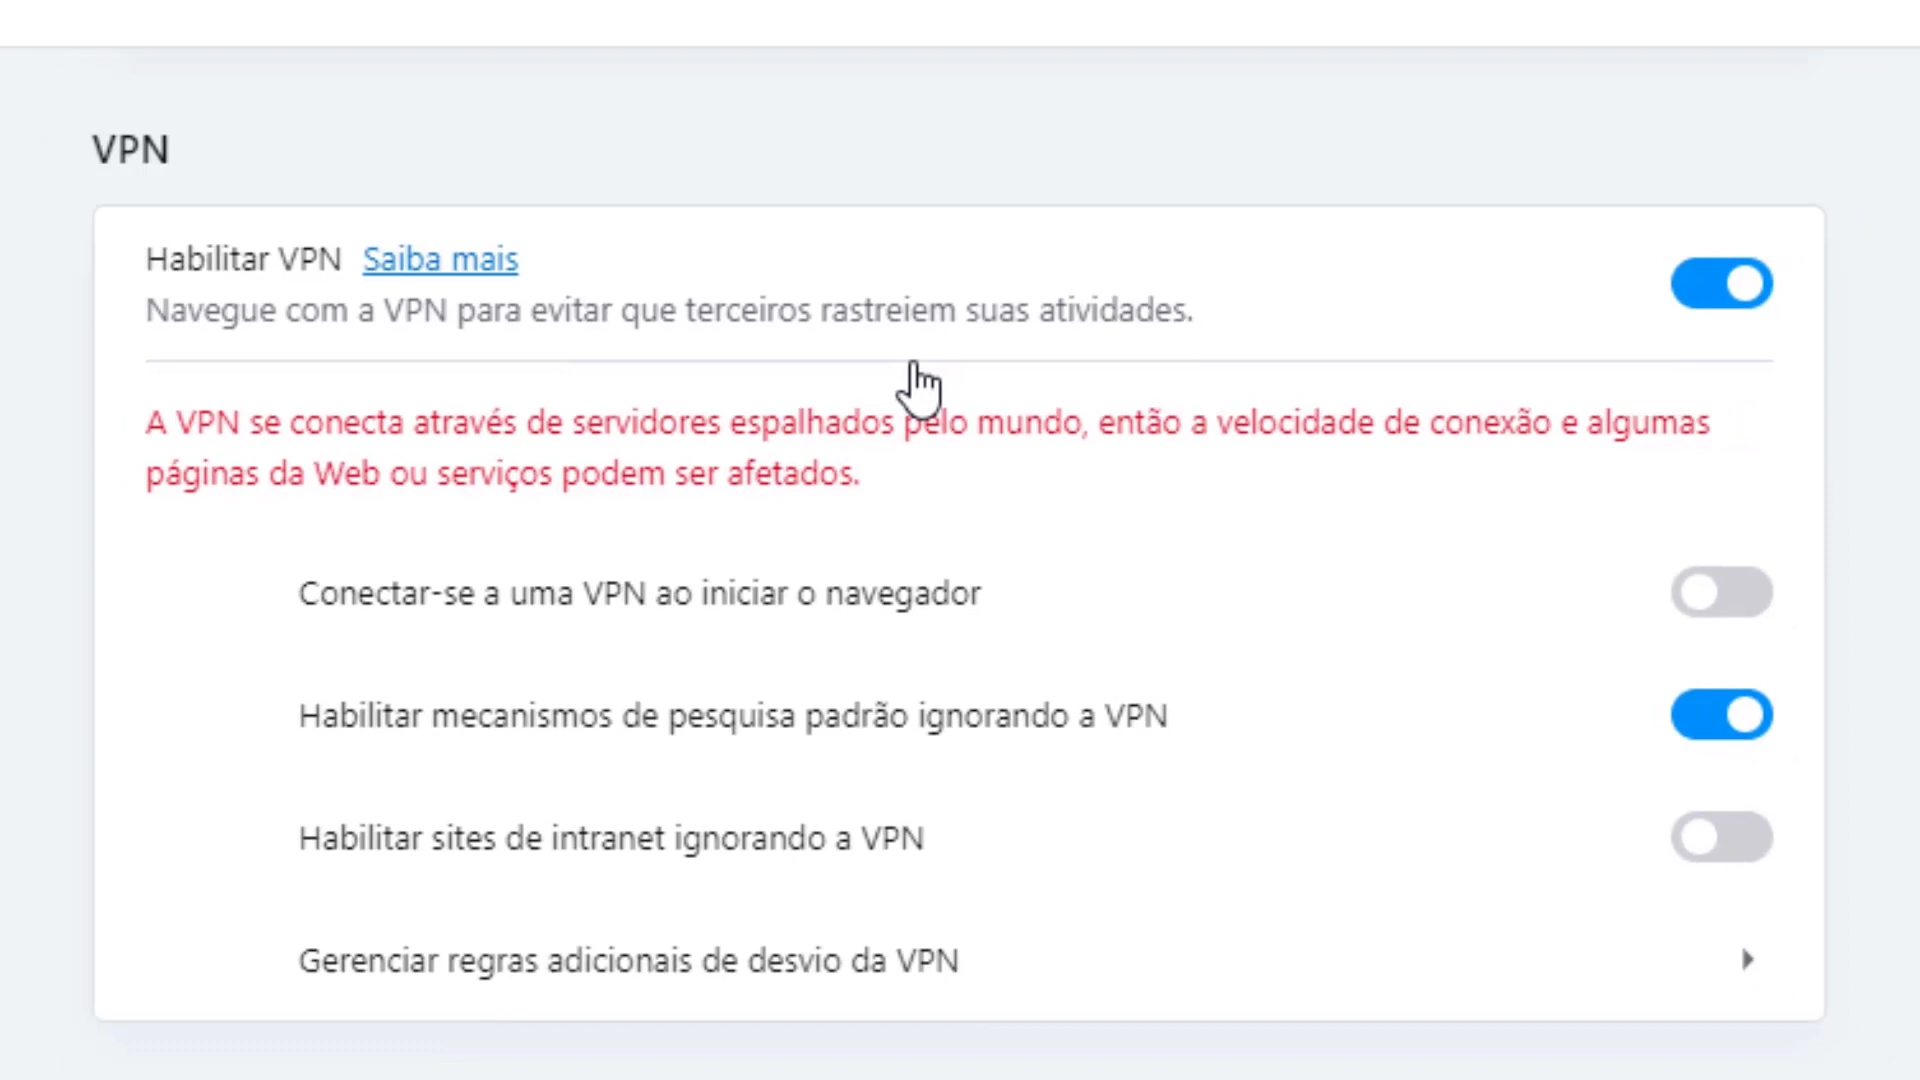 VPN
Habilitar VPN Saiba mais
Navegue com a VPN para evitar que terceiros rastreiem suas atividades.
A VPN se conecta através de servidores espalhados pelo mundo, então a velocidade de conexão e algumas
páginas da Web ou serviços podem ser afetados.
Conectar-se a uma VPN ao iniciar o navegador
Habilitar mecanismos de pesquisa padrão ignorando a VPN
Habilitar sites de intranet ignorando a VPN
Gerenciar regras adicionais de desvio da VPN